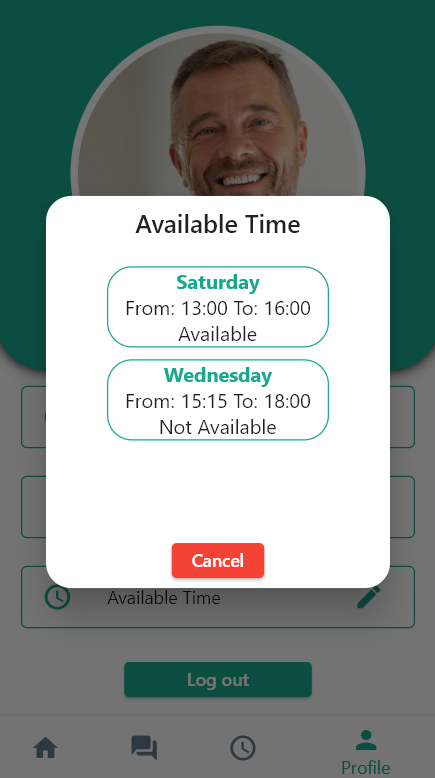 Available Time
Saturday
From: 13:00 To: 16:00
Available
Wednesday
From: 15:15 To: 18:00
Not Available
Cancel
Available Time
Log out
Profile